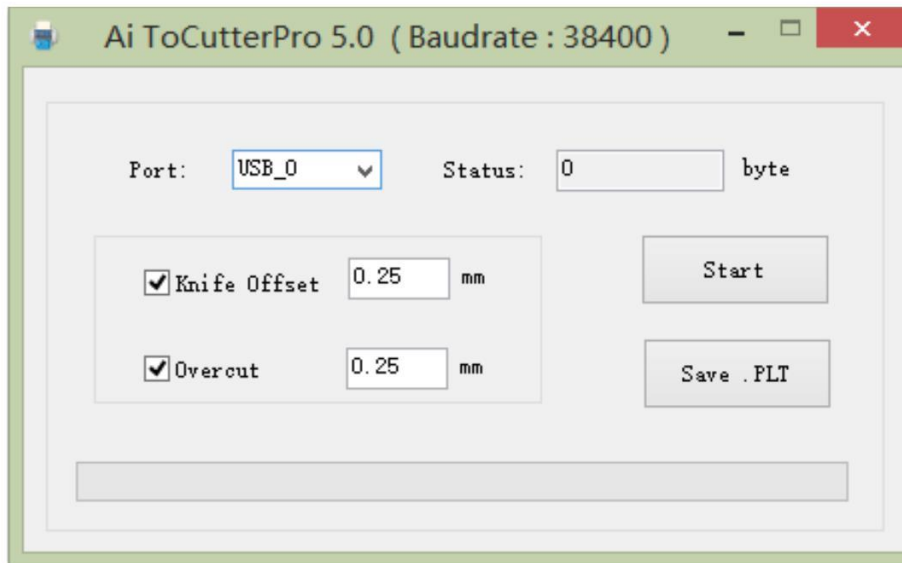 Ai ToCutterPro 5.0 ( Baudrate : 38400 )
Port: USB_0 Status: 0 byte
Knife Offset 0.25 mm
Start
Overcut 0.25 mm
Save .PLT